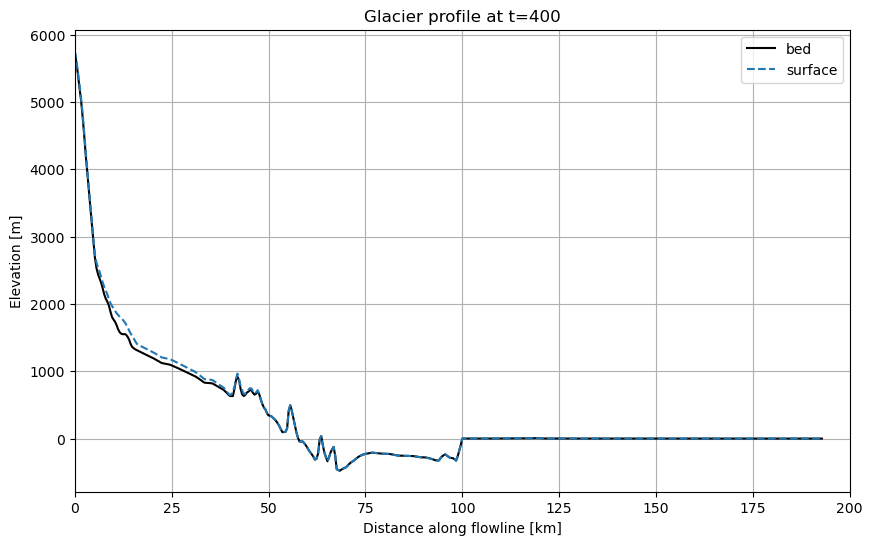 Glacier profile at t=400
bed
surface
6000
5000
4000
3000
2000
1000
0
Elevation [m]
0 25 50 75 100 125 150 175 200
Distance along flowline [km]